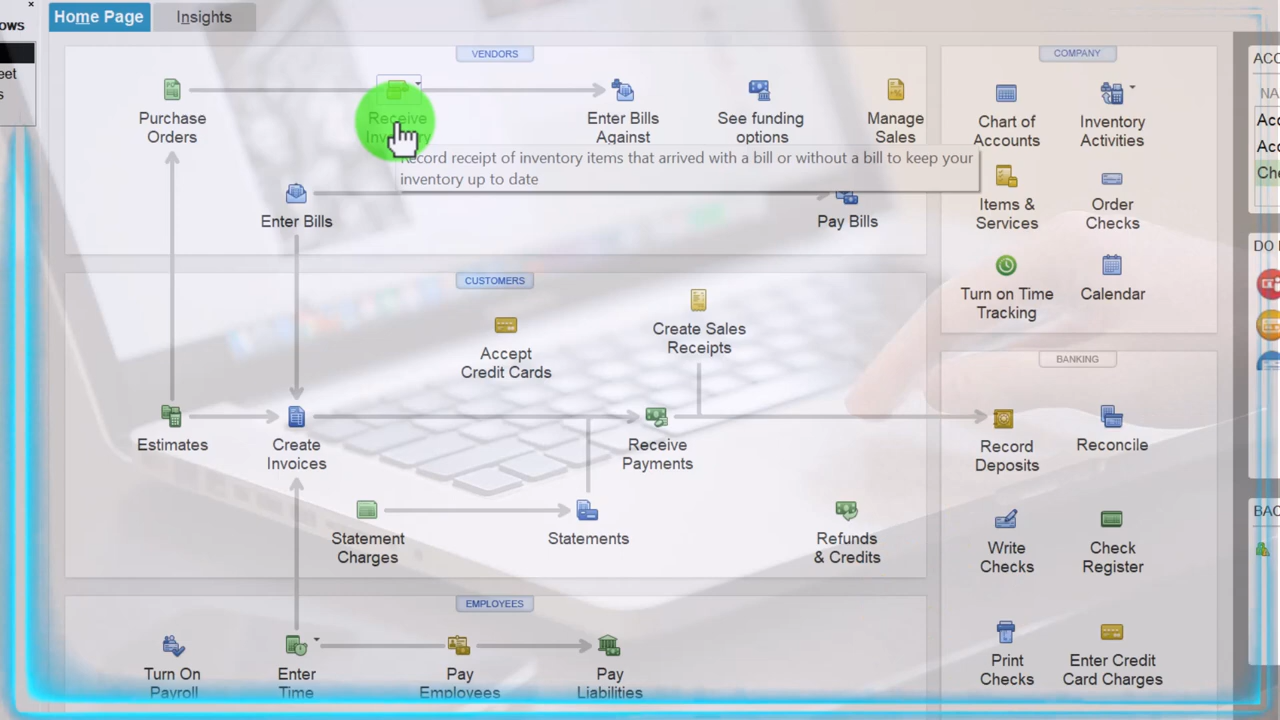 ows
Home Page
Insights
eet
s
VENDORS
COMPANY
ACC
NA
Acc
Acc
Che
Purchase
Orders
Receive
Inventory
Enter Bills
Against
See funding
options
Manage
Sales
Chart of
Accounts
Inventory
Activities
Record receipt of inventory items that arrived with a bill or without a bill to keep your
inventory up to date
Enter Bills
Pay Bills
Items &
Services
Order
Checks
DO
CUSTOMERS
Turn on Time
Tracking
Calendar
Create Sales
Receipts
Accept
Credit Cards
BANKING
Estimates
Create
Invoices
Receive
Payments
Record
Deposits
Reconcile
Statement
Charges
Statements
Refunds
& Credits
BAC
Write
Checks
Check
Register
EMPLOYEES
Turn On
Payroll
Enter
Time
Pay
Employees
Pay
Liabilities
Print
Checks
Enter Credit
Card Charges